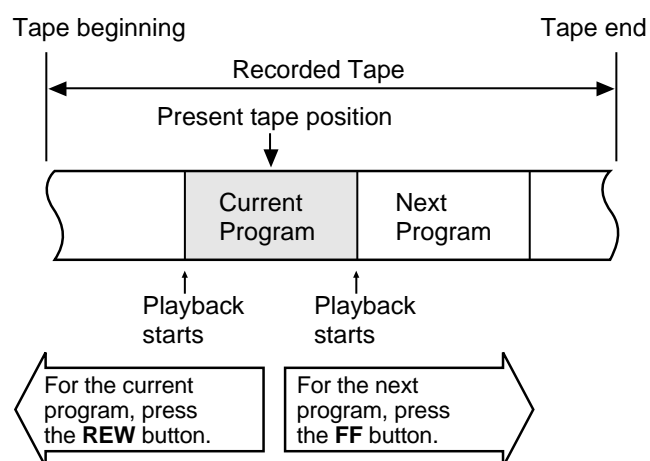 Tape beginning
Tape end
Recorded Tape
Present tape position
Current
Program
Next
Program
Playback
starts
Playback
starts
For the current
program, press
the REW button.
For the next
program, press
the FF button.